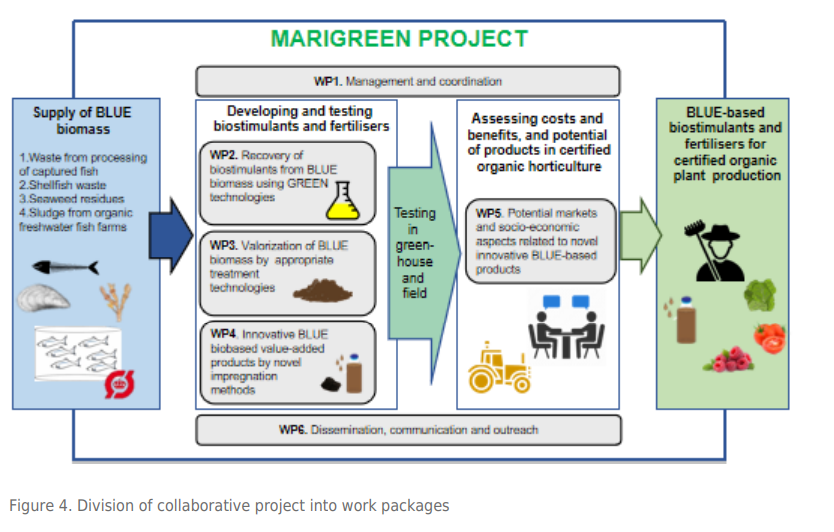 MARIGREEN PROJECT
WP1. Management and coordination
Supply of BLUE
biomass
1.Waste from processing
of captured fish
2.Shellfish waste
3.Seaweed residues
4.Sludge from organic
freshwater fish farms
Developing and testing
biostimulants and fertilisers
WP2. Recovery of
biostimulants from BLUE
biomass using GREEN
technologies
WP3. Valorization of BLUE
biomass by appropriate
treatment
technologies
WP4. Innovative BLUE
biobased value-added
products by novel
impregnation
methods
Testing
in
green-
house
and
field
Assessing costs and
benefits, and potential
of products in certified
organic horticulture
WP5. Potential markets
and socio-economic
aspects related to novel
innovative BLUE-based
products
BLUE-based
biostimulants and
fertilisers for
certified organic
plant production
WP6. Dissemination, communication and outreach
Figure 4. Division of collaborative project into work packages